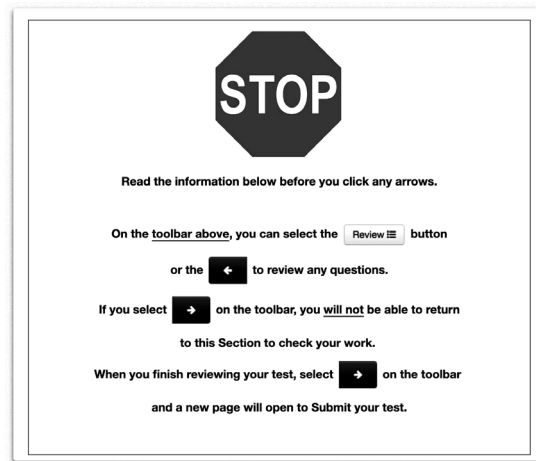 STOP
Read the information below before you click any arrows.
On the toolbar above, you can select the Review button
or the to review any questions.
If you select on the toolbar, you will not be able to return
to this Section to check your work.
When you finish reviewing your test, select on the toolbar
and a new page will open to Submit your test.